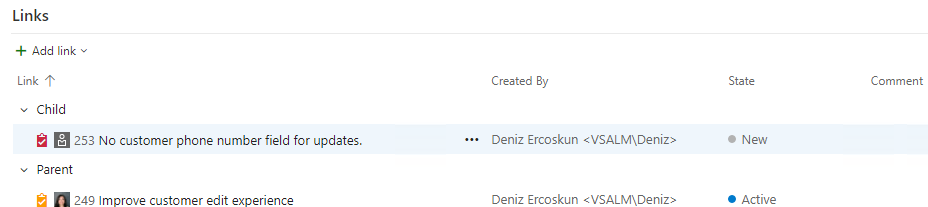 Links
Add link
Link Created By State Comment
Child
253 No customer phone number field for updates. ... Deniz Ercoskun <VSALM\Deniz> New
Parent
249 Improve customer edit experience Deniz Ercoskun <VSALM\Deniz> Active